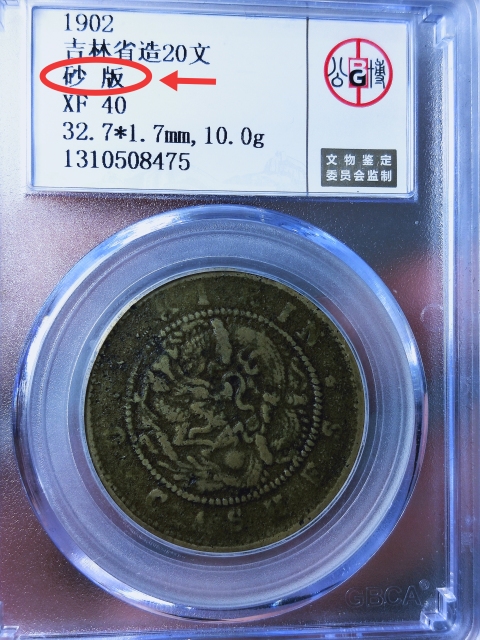 1902
吉林省造20文
砂 版
XF 40
32.7*1.7mm,10.0g
1310508475
公博
BG
文物鉴定
委员会监制
GBCA